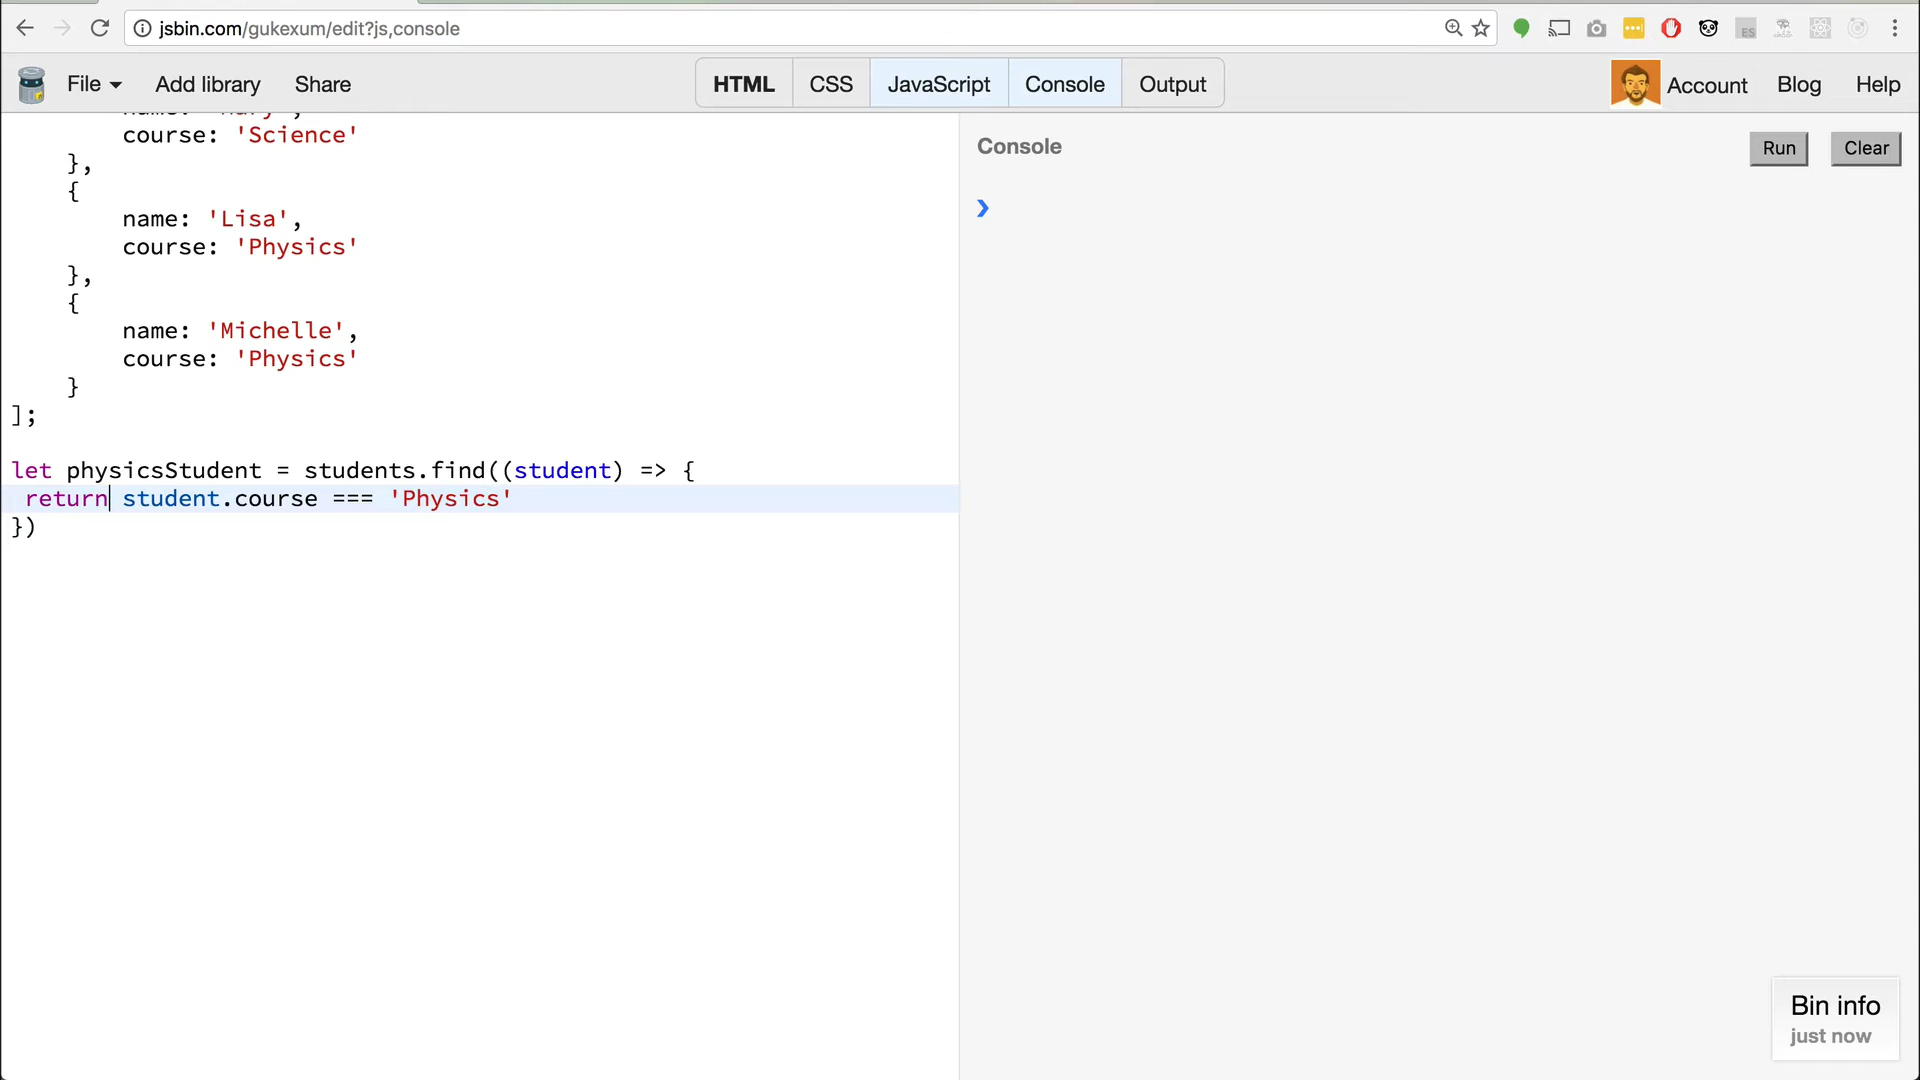 jsbin.com/gukexum/edit?js,console
ES
File
Add library
Share
HTML
CSS
JavaScript
Console
Output
Account
Blog
Help
course: 'Science'
},
{
name: 'Lisa',
course: 'Physics'
},
{
name: 'Michelle',
course: 'Physics'
}
];
let physicsStudent = students.find((student) => {
return student.course === 'Physics'
})
Console
Run
Clear
Bin info
just now